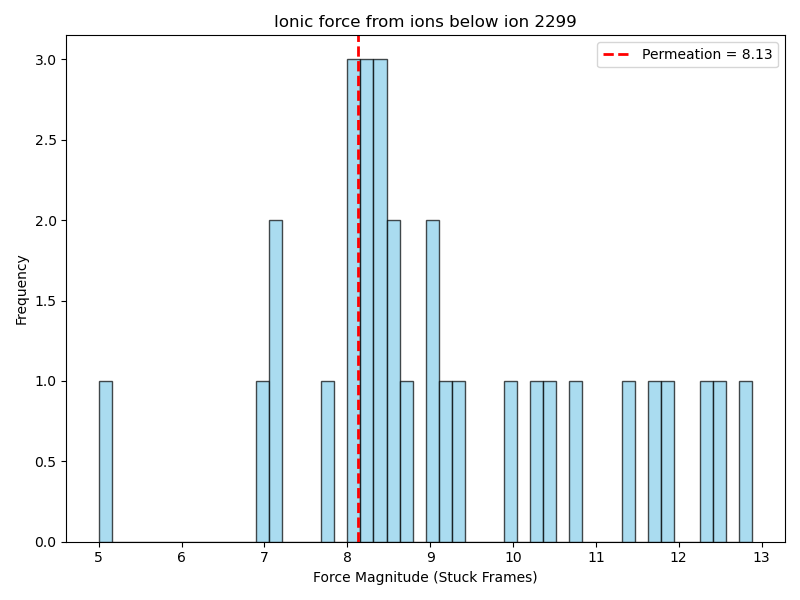 Ionic force from ions below ion 2299
Permeation = 8.13
3.0
2.5
2.0
1.5
1.0
0.5
0.0
Frequency
5 6 7 8 9 10 11 12 13
Force Magnitude (Stuck Frames)